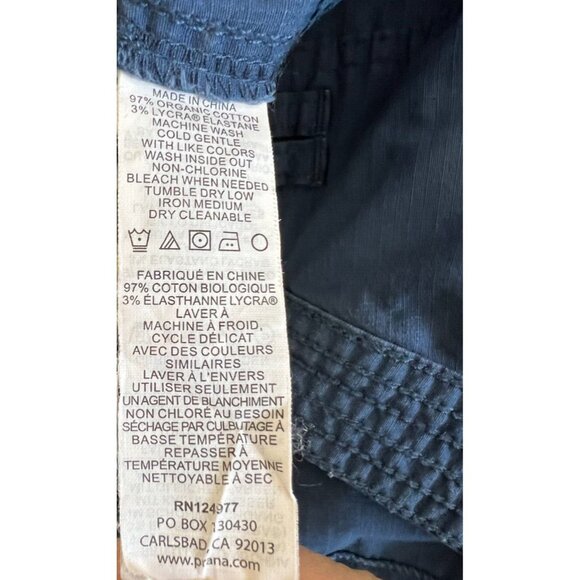 MADE IN CHINA
97% ORGANIC COTTON
3% LYCRA® ELASTANE
MACHINE WASH
COLD GENTLE
WITH LIKE COLORS
WASH INSIDE OUT
NON-CHLORINE
BLEACH WHEN NEEDED
TUMBLE DRY LOW
IRON MEDIUM
DRY CLEANABLE
FABRIQUÉ EN CHINE
97% COTON BIOLOGIQUE
3% ÉLASTHANNE LYCRA®
LAVER À
MACHINE À FROID,
CYCLE DÉLICAT
AVEC DES COULEURS
SIMILAIRES
LAVER À L'ENVERS
UTILISER SEULEMENT
UN AGENT DE BLANCHIMENT
NON CHLORÉ AU BESOIN
SÉCHAGE PAR CULBUTAGE À
BASSE TEMPÉRATURE
REPASSER À
TEMPÉRATURE MOYENNE
NETTOYABLE À SEC
RN124977
PO BOX 130430
CARLSBAD, CA 92013
www.prana.com